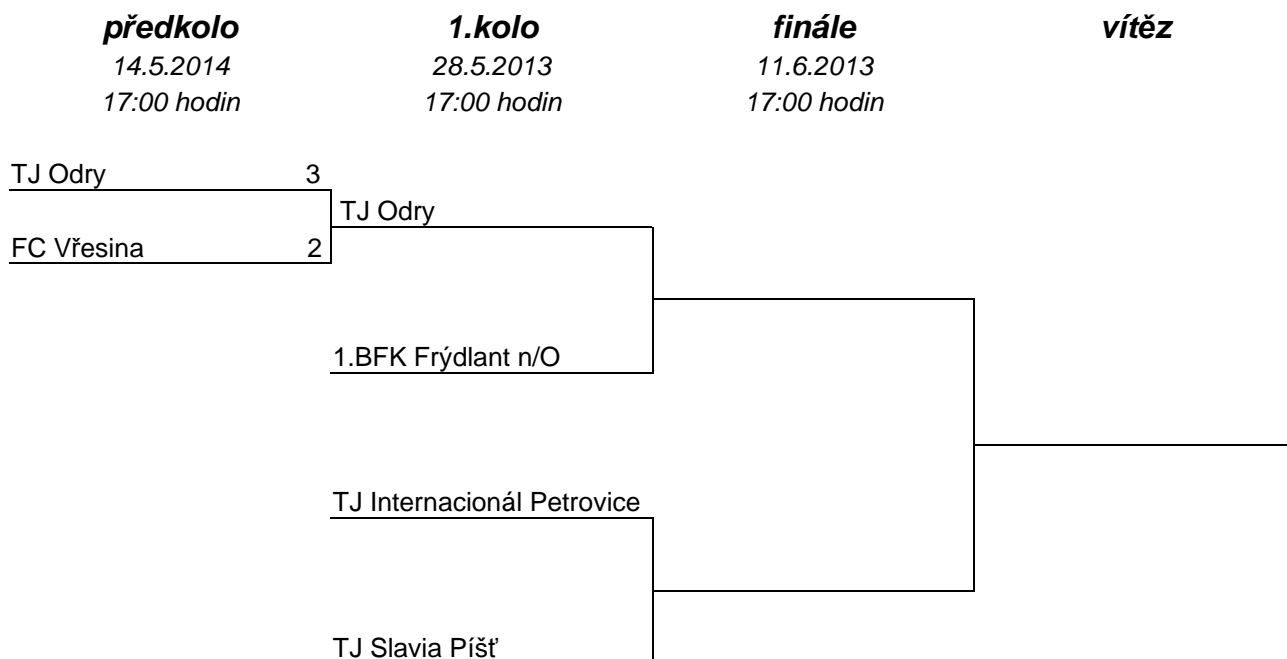 předkolo 1.kolo finále vítěz
14.5.2014 28.5.2013 11.6.2013
17:00 hodin 17:00 hodin 17:00 hodin
TJ Odry 3
TJ Odry
FC Vřesina 2
1.BFK Frýdlant n/O
TJ Internacionál Petrovice
TJ Slavia Píšť